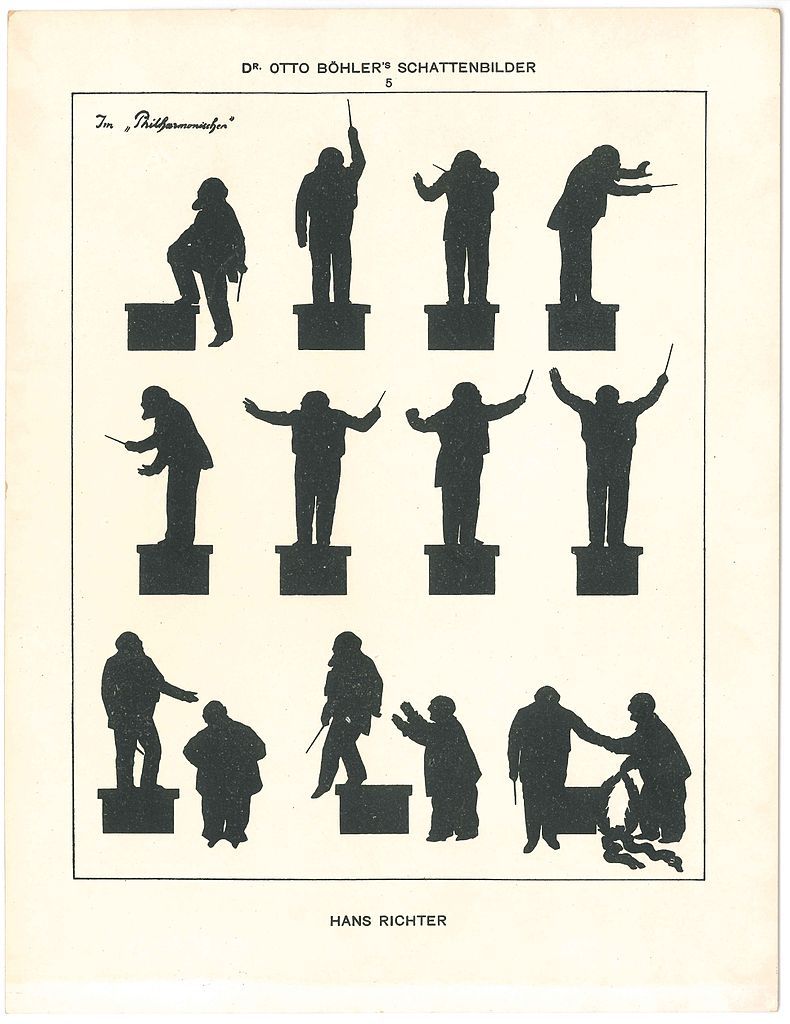 Dr. OTTO BÖHLER's SCHATTENBILDER
5
Im „Philharmonischen"
HANS RICHTER